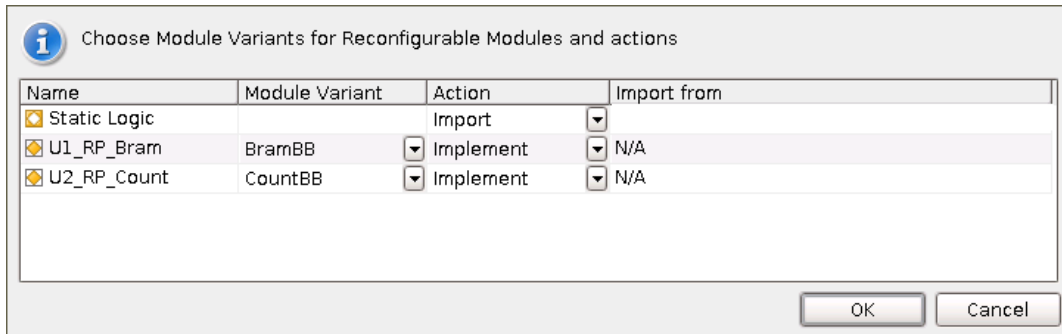 Choose Module Variants for Reconfigurable Modules and actions
Name Module Variant Action Import from
Static Logic Import
U1_RP_Bram BramBB Implement N/A
U2_RP_Count CountBB Implement N/A
OK Cancel